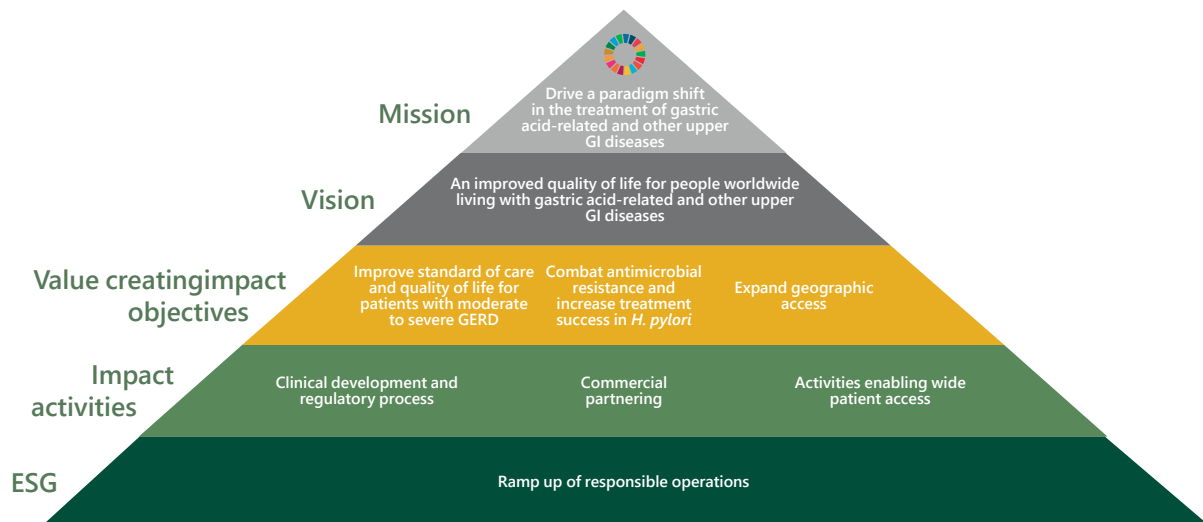 Mission
Drive a paradigm shift
in the treatment of gastric
acid-related and other upper
GI diseases
Vision
An improved quality of life for people worldwide
living with gastric acid-related and other upper
GI diseases
Value creatingimpact
objectives
Improve standard of care
and quality of life for
patients with moderate
to severe GERD
Combat antimicrobial
resistance and
increase treatment
success in H. pylori
Expand geographic
access
Impact
activities
Clinical development and
regulatory process
Commercial
partnering
Activities enabling wide
patient access
ESG
Ramp up of responsible operations